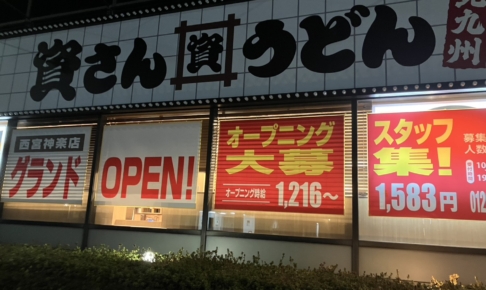 資さん 資 うどん
北九州
西宮神楽店
グランド
OPEN!
オープニング
大募
オープニング時給
1,216~
スタッフ
集!
募集
人数
1,583円
012